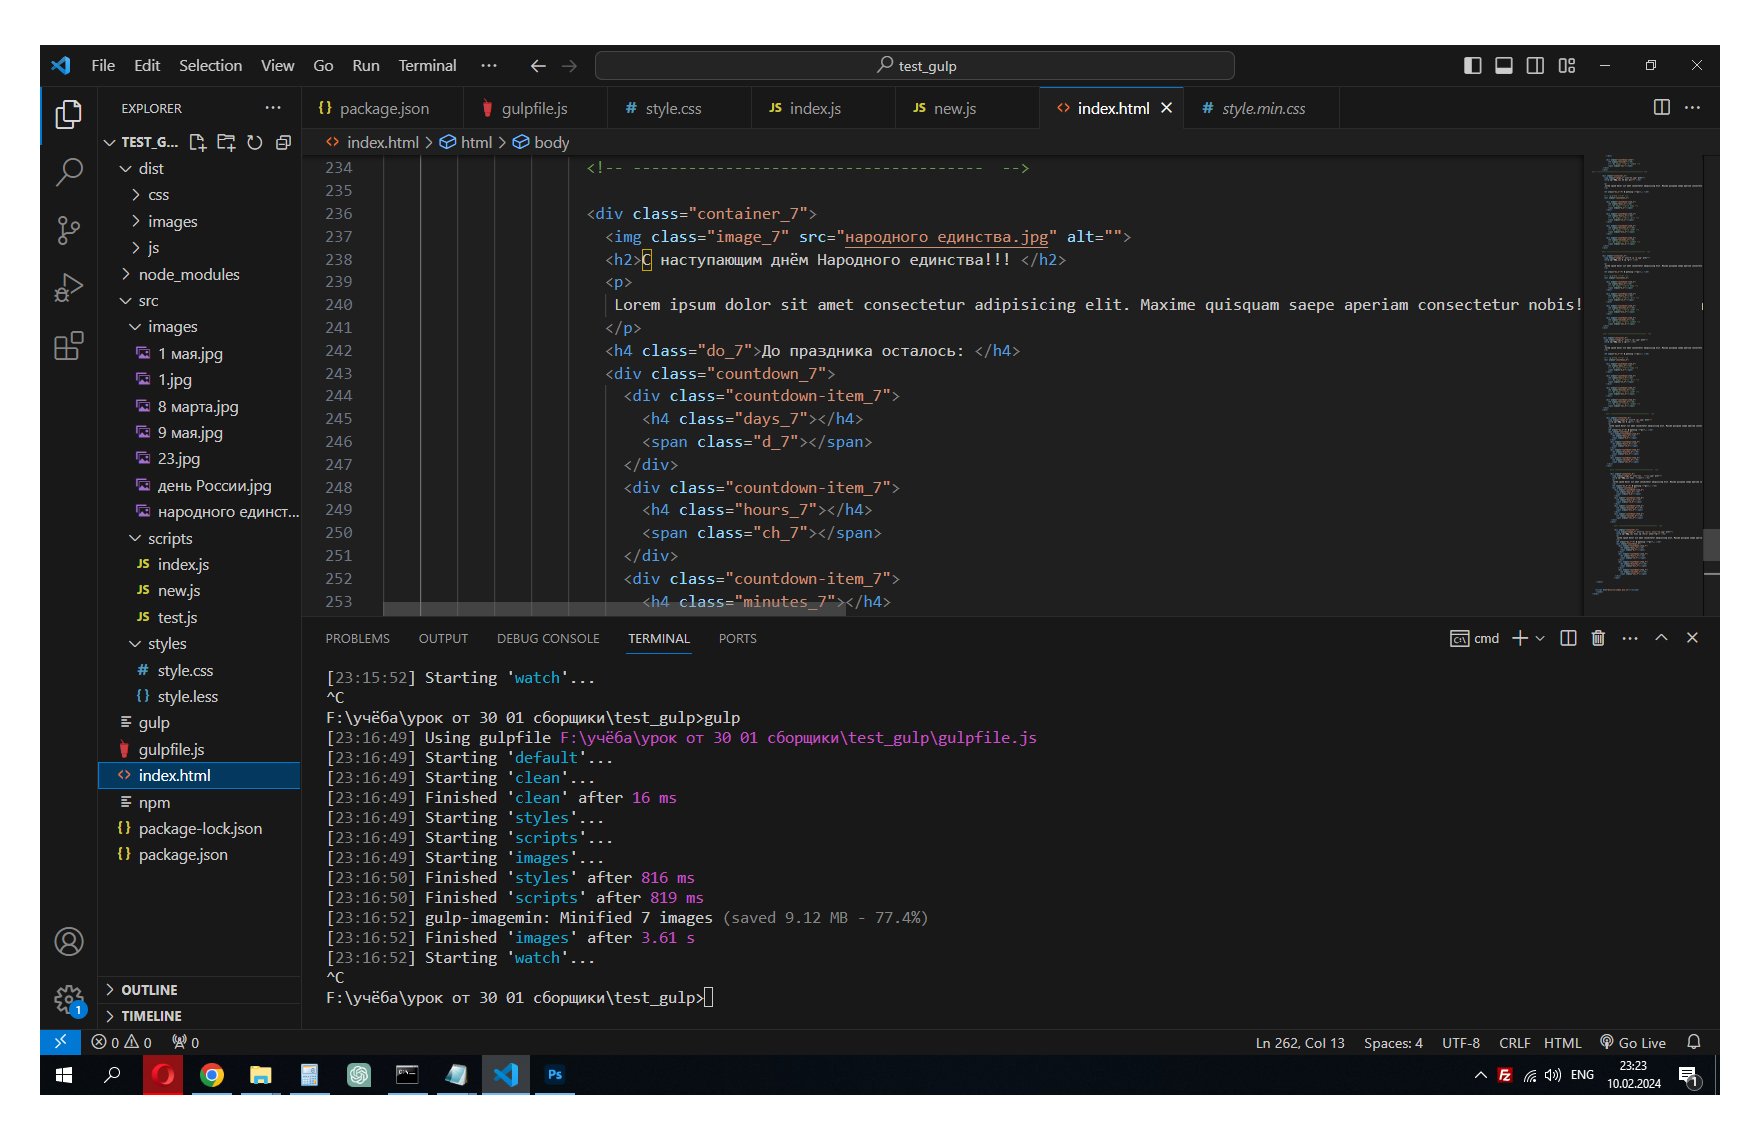 File Edit Selection View Go Run Terminal ··· test_gulp
EXPLORER ···
package.json gulpfile.js style.css index.js new.js index.html style.min.css
TEST_G...
index.html > html > body
dist
css
images
js
node_modules
src
images
1 мая.jpg
1.jpg
8 марта.jpg
9 мая.jpg
23.jpg
день России.jpg
народного единст...
scripts
index.js
new.js
test.js
styles
style.css
style.less
gulp
gulpfile.js
index.html
npm
package-lock.json
package.json
OUTLINE
TIMELINE
234 <!-- -------------------------------------- -->
235
236 <div class="container_7">
237 <img class="image_7" src="народного единства.jpg" alt="">
238 <h2>С наступающим днём Народного единства!!! </h2>
239 <p>
240 Lorem ipsum dolor sit amet consectetur adipisicing elit. Maxime quisquam saepe aperiam consectetur nobis!
241 </p>
242 <h4 class="do_7">До праздника осталось: </h4>
243 <div class="countdown_7">
244 <div class="countdown-item_7">
245 <h4 class="days_7"></h4>
246 <span class="d_7"></span>
247 </div>
248 <div class="countdown-item_7">
249 <h4 class="hours_7"></h4>
250 <span class="ch_7"></span>
251 </div>
252 <div class="countdown-item_7">
253 <h4 class="minutes_7"></h4>
PROBLEMS OUTPUT DEBUG CONSOLE TERMINAL PORTS cmd
[23:15:52] Starting 'watch'...
^C
F:\учёба\урок от 30 01 сборщики\test_gulp>gulp
[23:16:49] Using gulpfile F:\учёба\урок от 30 01 сборщики\test_gulp\gulpfile.js
[23:16:49] Starting 'default'...
[23:16:49] Starting 'clean'...
[23:16:49] Finished 'clean' after 16 ms
[23:16:49] Starting 'styles'...
[23:16:49] Starting 'scripts'...
[23:16:49] Starting 'images'...
[23:16:50] Finished 'styles' after 816 ms
[23:16:50] Finished 'scripts' after 819 ms
[23:16:52] gulp-imagemin: Minified 7 images (saved 9.12 MB - 77.4%)
[23:16:52] Finished 'images' after 3.61 s
[23:16:52] Starting 'watch'...
^C
F:\учёба\урок от 30 01 сборщики\test_gulp>
1
0 0 0 Ln 262, Col 13 Spaces: 4 UTF-8 CRLF HTML Go Live
Ps ENG 23:23
10.02.2024 1